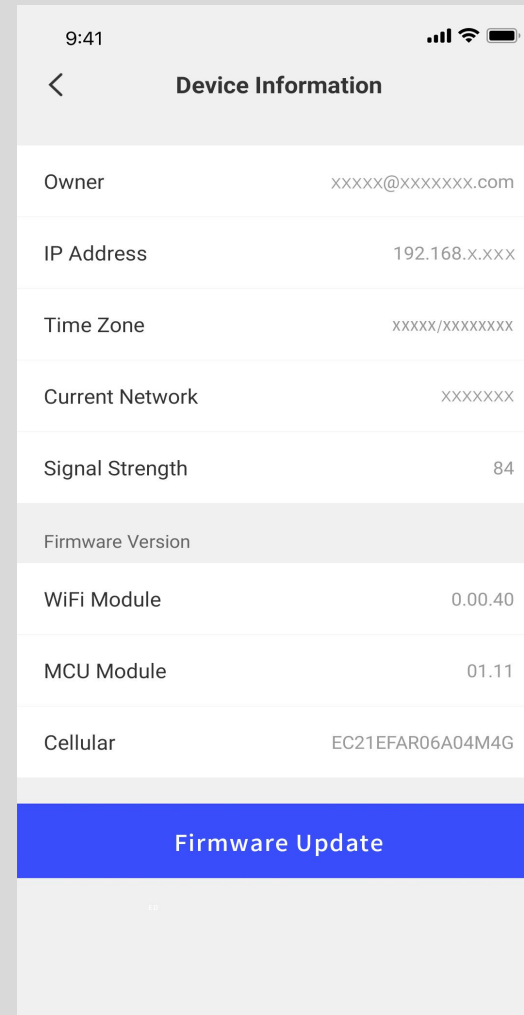 9:41
Device Information
Owner xxxxx@xxxxxxx.com
IP Address 192.168.x.xxx
Time Zone xxxxx/xxxxxxxx
Current Network xxxxxxx
Signal Strength 84
Firmware Version
WiFi Module 0.00.40
MCU Module 01.11
Cellular EC21EFAR06A04M4G
Firmware Update